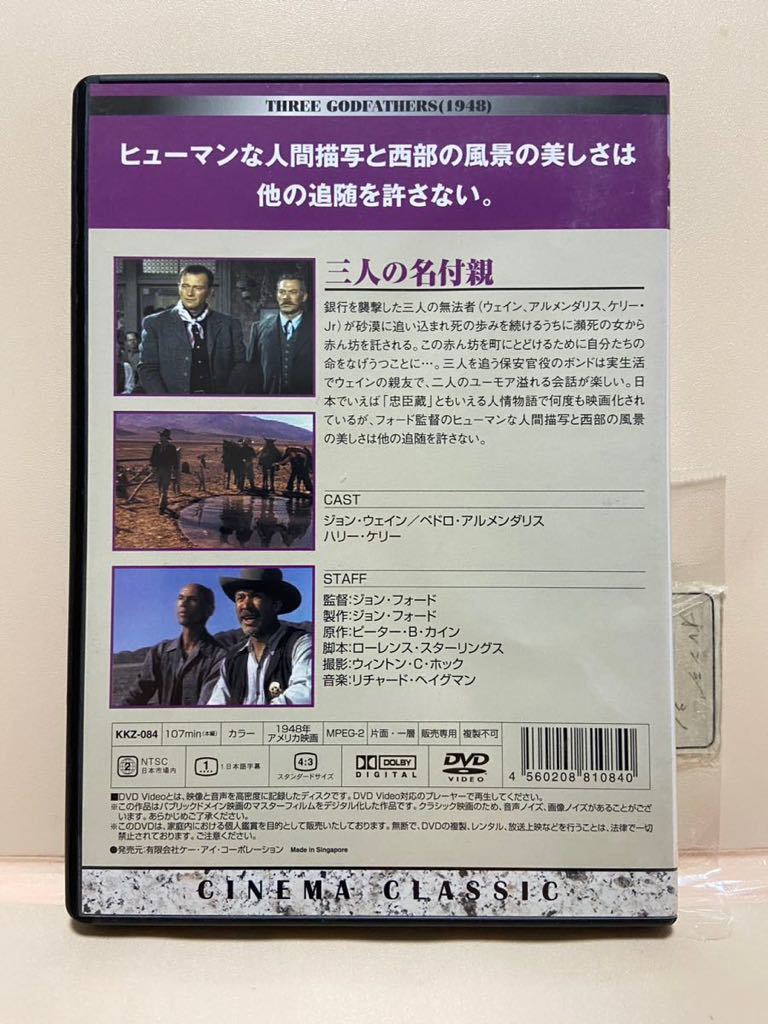 THREE GODFATHERS(1948)
ヒューマンな人間描写と西部の風景の美しさは
他の追随を許さない。
三人の名付親
銀行を襲撃した三人の無法者(ウェイン、アルメンダリス、ケリー・
Jr)が砂漠に追い込まれ死の歩みを続けるうちに瀕死の女から
赤ん坊を託される。この赤ん坊を町にとどけるために自分たちの
命をなげうつことに…。三人を追う保安官役のボンドは実生活
でウェインの親友で、二人のユーモア溢れる会話が楽しい。日
本でいえば「忠臣蔵」ともいえる人情物語で何度も映画化され
ているが、フォード監督のヒューマンな人間描写と西部の風景
の美しさは他の追随を許さない。
CAST
ジョン・ウェイン/ペドロ・アルメンダリス
ハリー・ケリー
STAFF
監督:ジョン・フォード
製作:ジョン・フォード
原作:ピーター・B・カイン
脚本:ローレンス・スターリングス
撮影:ウィントン・C・ホック
音楽:リチャード・ヘイグマン
KKZ-084 107min(本編) カラー 1948年 アメリカ映画 MPEG-2 片面・一層 販売専用 複製不可
2 NTSC 日本市場向 1 1.日本語字幕 4:3 スタンダードサイズ DOLBY DIGITAL DVD VIDEO
4 560208 810840
■DVD Videoとは、映像と音声を高密度に記録したディスクです。DVD Video対応のプレーヤーで再生してください。
※この作品はパブリックドメイン映画のマスターフィルムをデジタル化した作品です。クラシック映画のため、音声ノイズ、画像ノイズがあることがござ
います。あらかじめご了承ください。
※このDVDは、家庭内における個人鑑賞を目的として販売いたしております。無断で、DVDの複製、レンタル、放送上映などを行うことは、法律で一切
禁止されております。ご注意ください。
●発売元:有限会社ケー・アイ・コーポレーション Made in Singapore
CINEMA CLASSIC